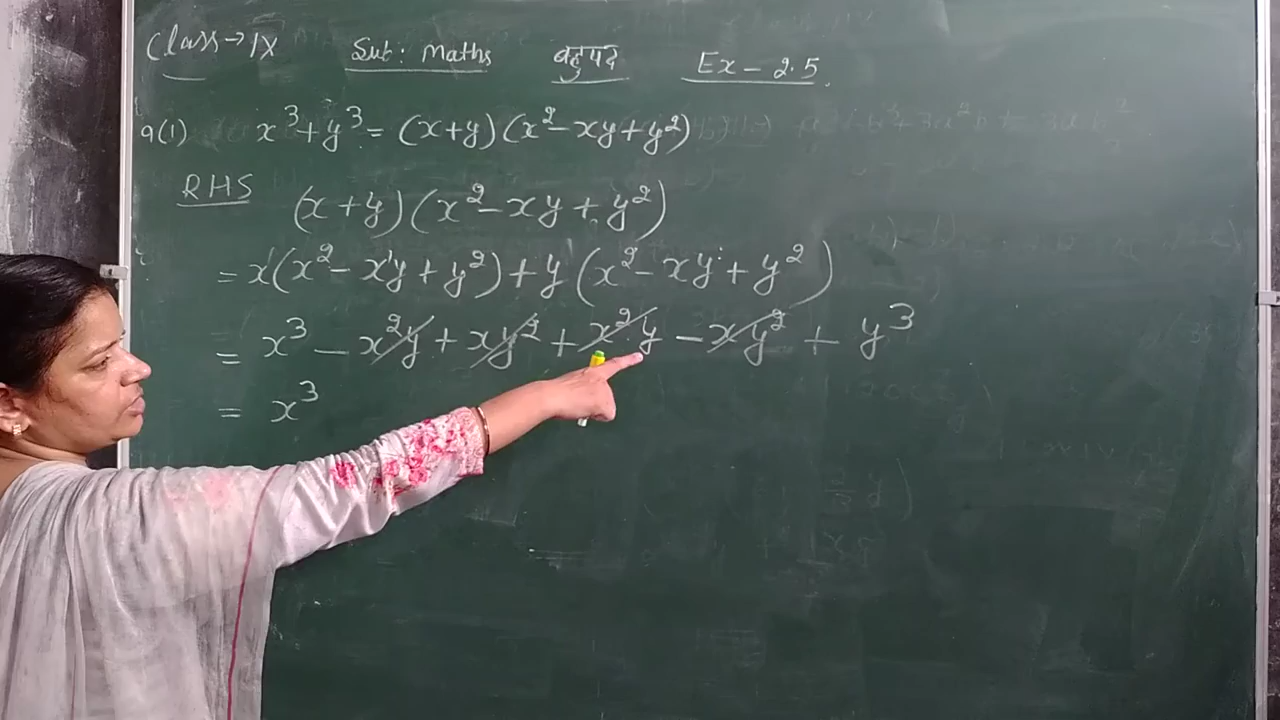 Class → IX Sub: Maths बहुपद Ex - 2.5
9(1) x³ + y³ = (x+y)(x² - xy + y²)
RHS (x + y)(x² - xy + y²)
= x(x² - xy + y²) + y(x² - xy + y²)
= x³ - x²y + xy² + x²y - xy² + y³
= x³